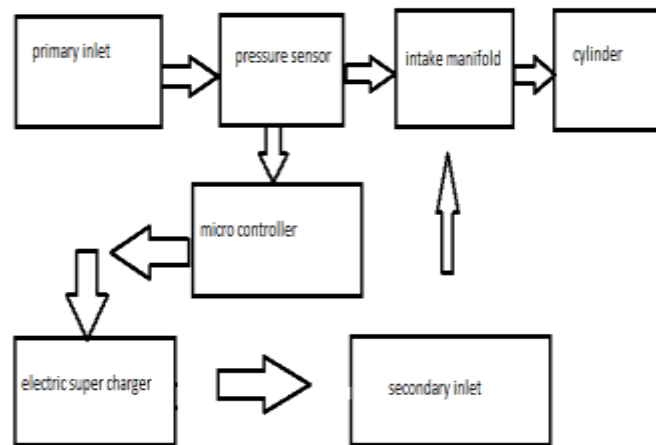 primary inlet
pressure sensor
intake manifold
cylinder
micro controller
electric super charger
secondary inlet